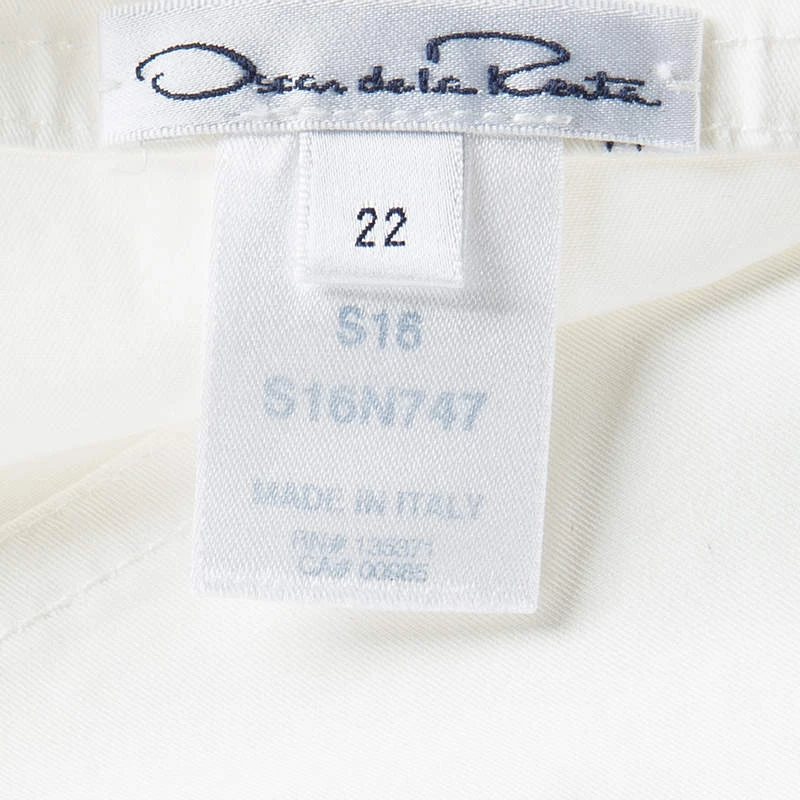 Oscar de la Renta
22
S16
S16N747
MADE IN ITALY
RN# 135371
CA# 00985